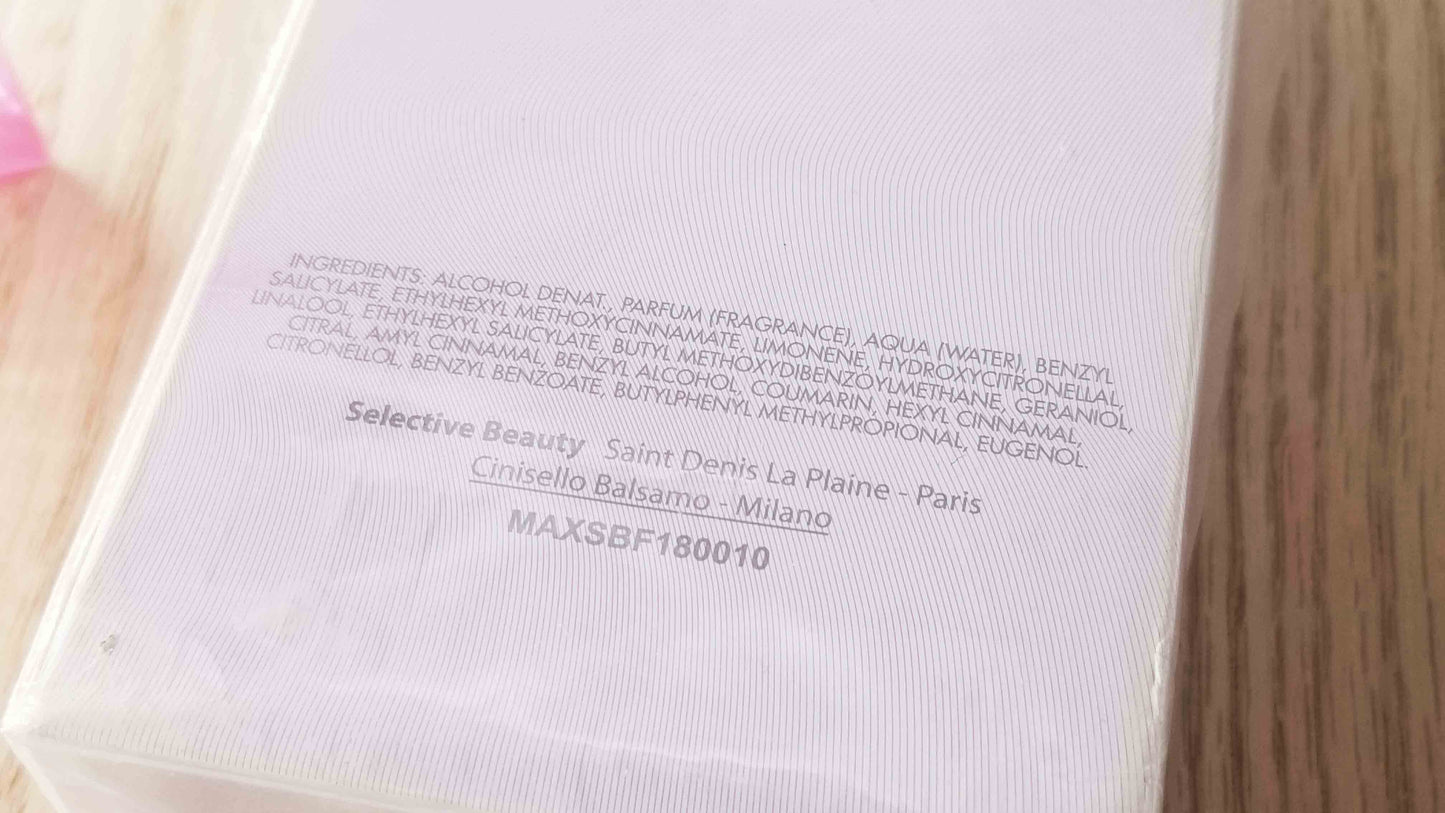 INGREDIENTS: ALCOHOL DENAT., PARFUM (FRAGRANCE), AQUA (WATER), BENZYL
SALICYLATE, ETHYLHEXYL METHOXYCINNAMATE, LIMONENE, HYDROXYCITRONELLAL,
LINALOOL, ETHYLHEXYL SALICYLATE, BUTYL METHOXYDIBENZOYLMETHANE, GERANIOL,
CITRAL, AMYL CINNAMAL, BENZYL ALCOHOL, COUMARIN, HEXYL CINNAMAL,
CITRONELLOL, BENZYL BENZOATE, BUTYLPHENYL METHYLPROPIONAL, EUGENOL.
Selective Beauty Saint Denis La Plaine - Paris
Cinisello Balsamo - Milano
MAXSBF180010